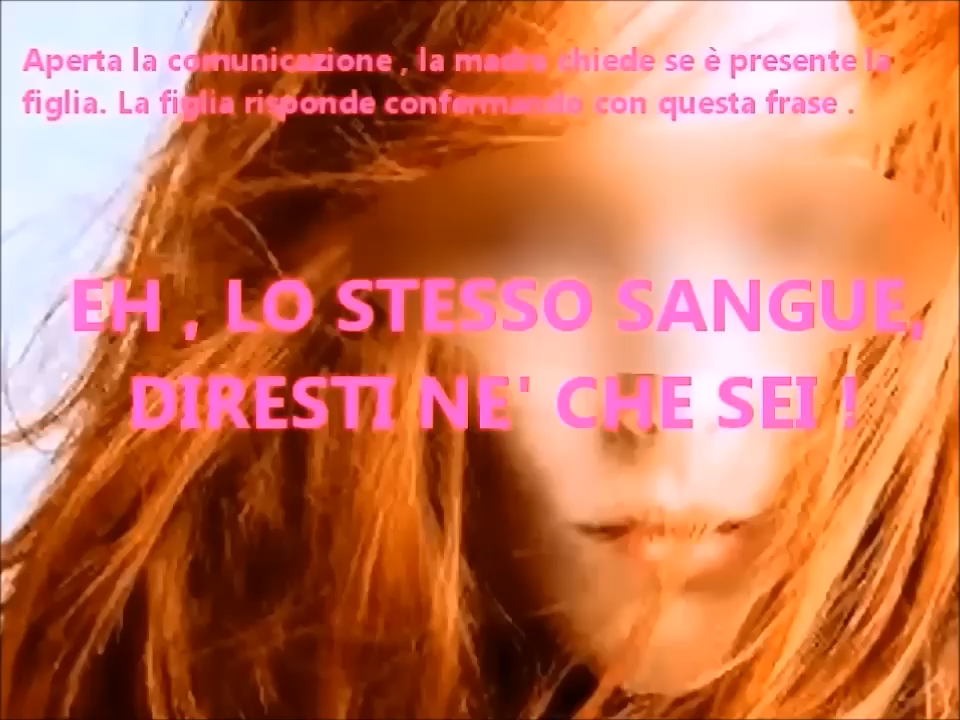 Aperta la comunicazione , la madre chiede se è presente la
figlia. La figlia risponde confermando con questa frase .
EH , LO STESSO SANGUE,
DIRESTI NE' CHE SEI !